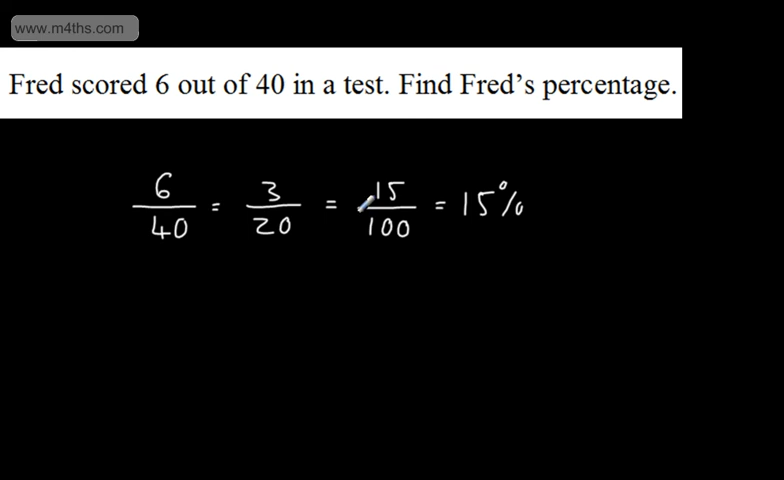 www.m4ths.com
Fred scored 6 out of 40 in a test. Find Fred's percentage.
6/40 = 3/20 = 15/100 = 15%